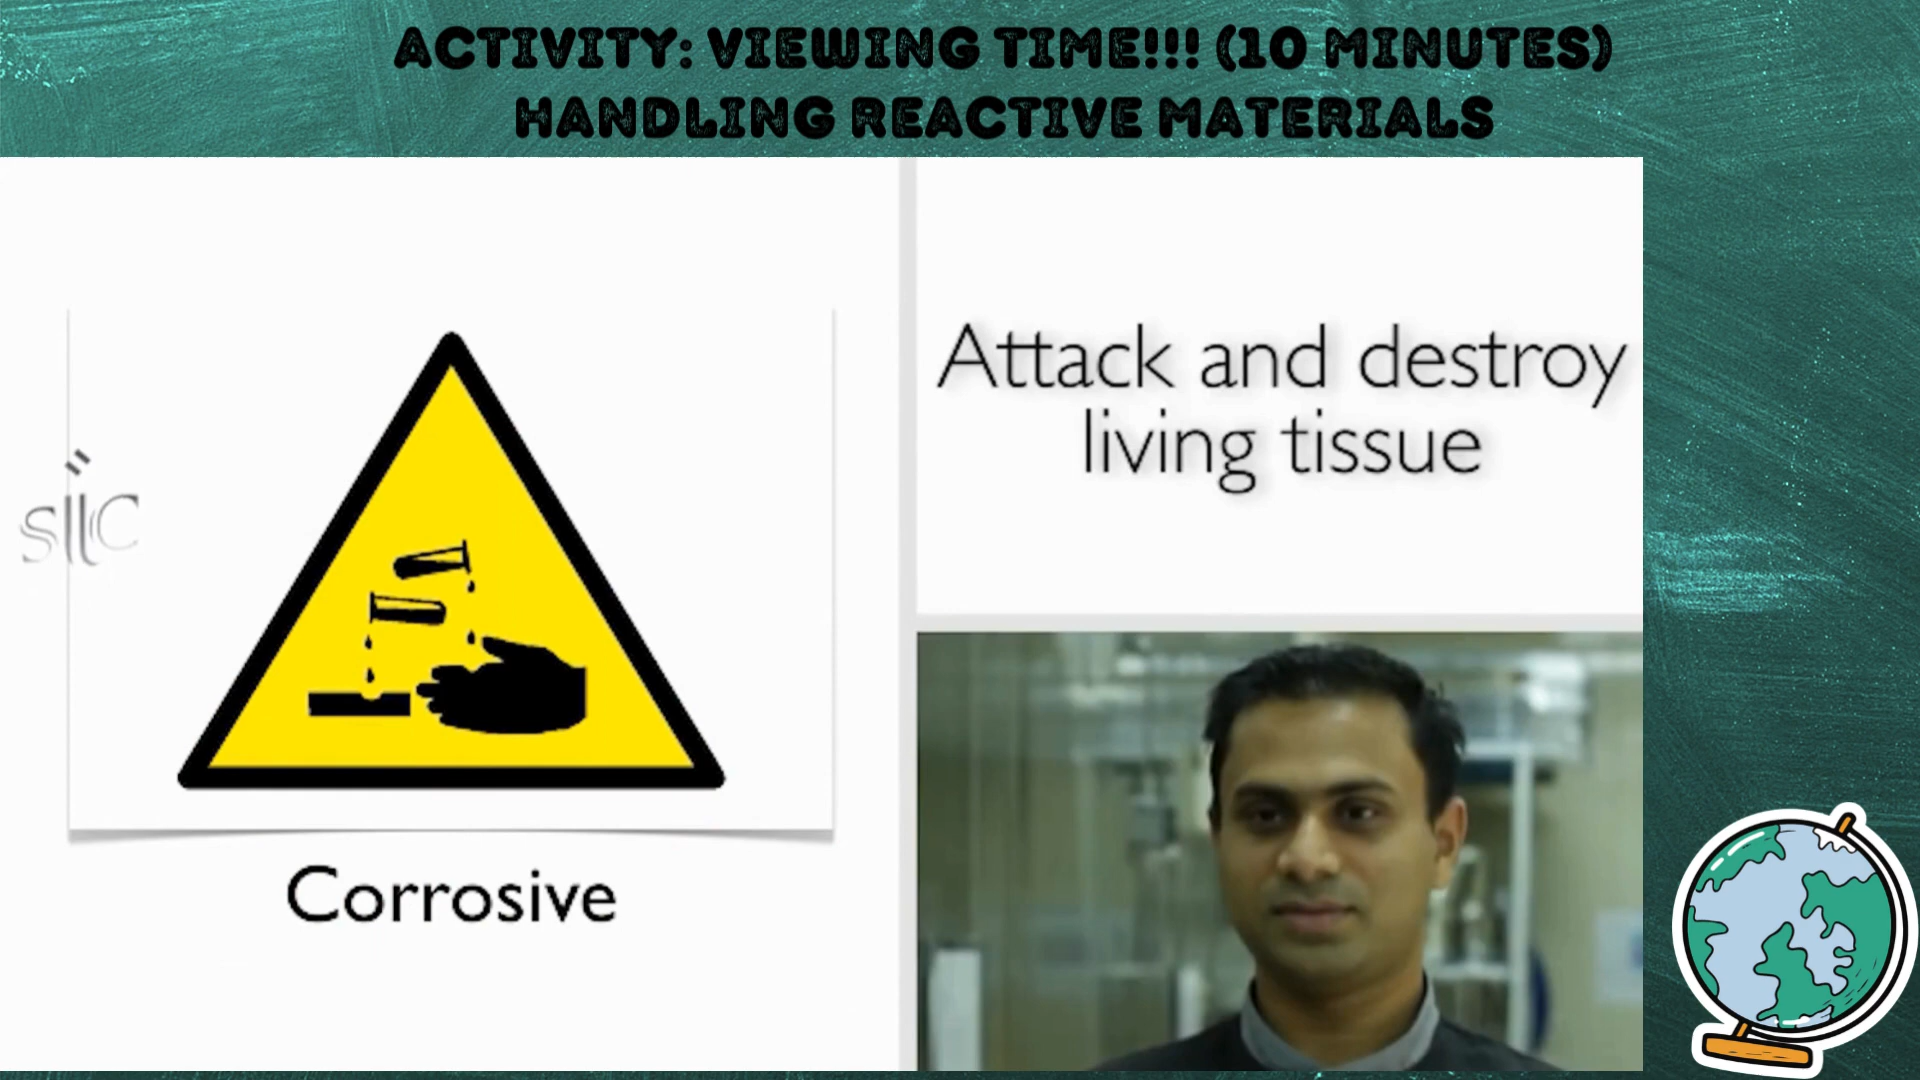 ACTIVITY: VIEWING TIME!!! (10 MINUTES)
HANDLING REACTIVE MATERIALS
Attack and destroy
living tissue
Corrosive